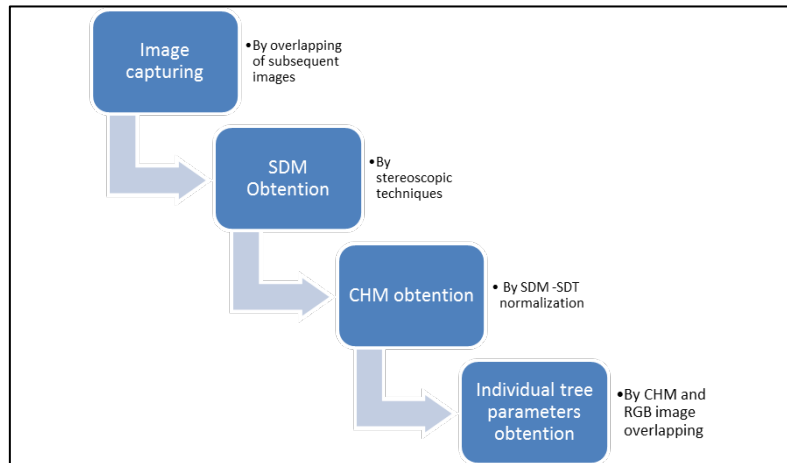 Image
capturing
•By overlapping
of subsequent
images
SDM
Obtention
•By
stereoscopic
techniques
CHM obtention
• By SDM -SDT
normalization
Individual tree
parameters
obtention
•By CHM and
RGB image
overlapping